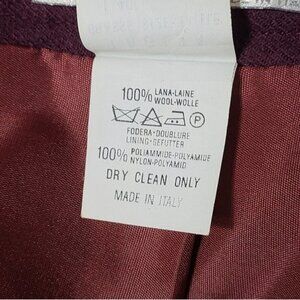 100% LANA-LAINE
WOOL-WOLLE
P
FODERA-DOUBLURE
LINING-GEFUTTER
100% POLIAMMIDE-POLYAMIDE
NYLON-POLYAMID
DRY CLEAN ONLY
MADE IN ITALY